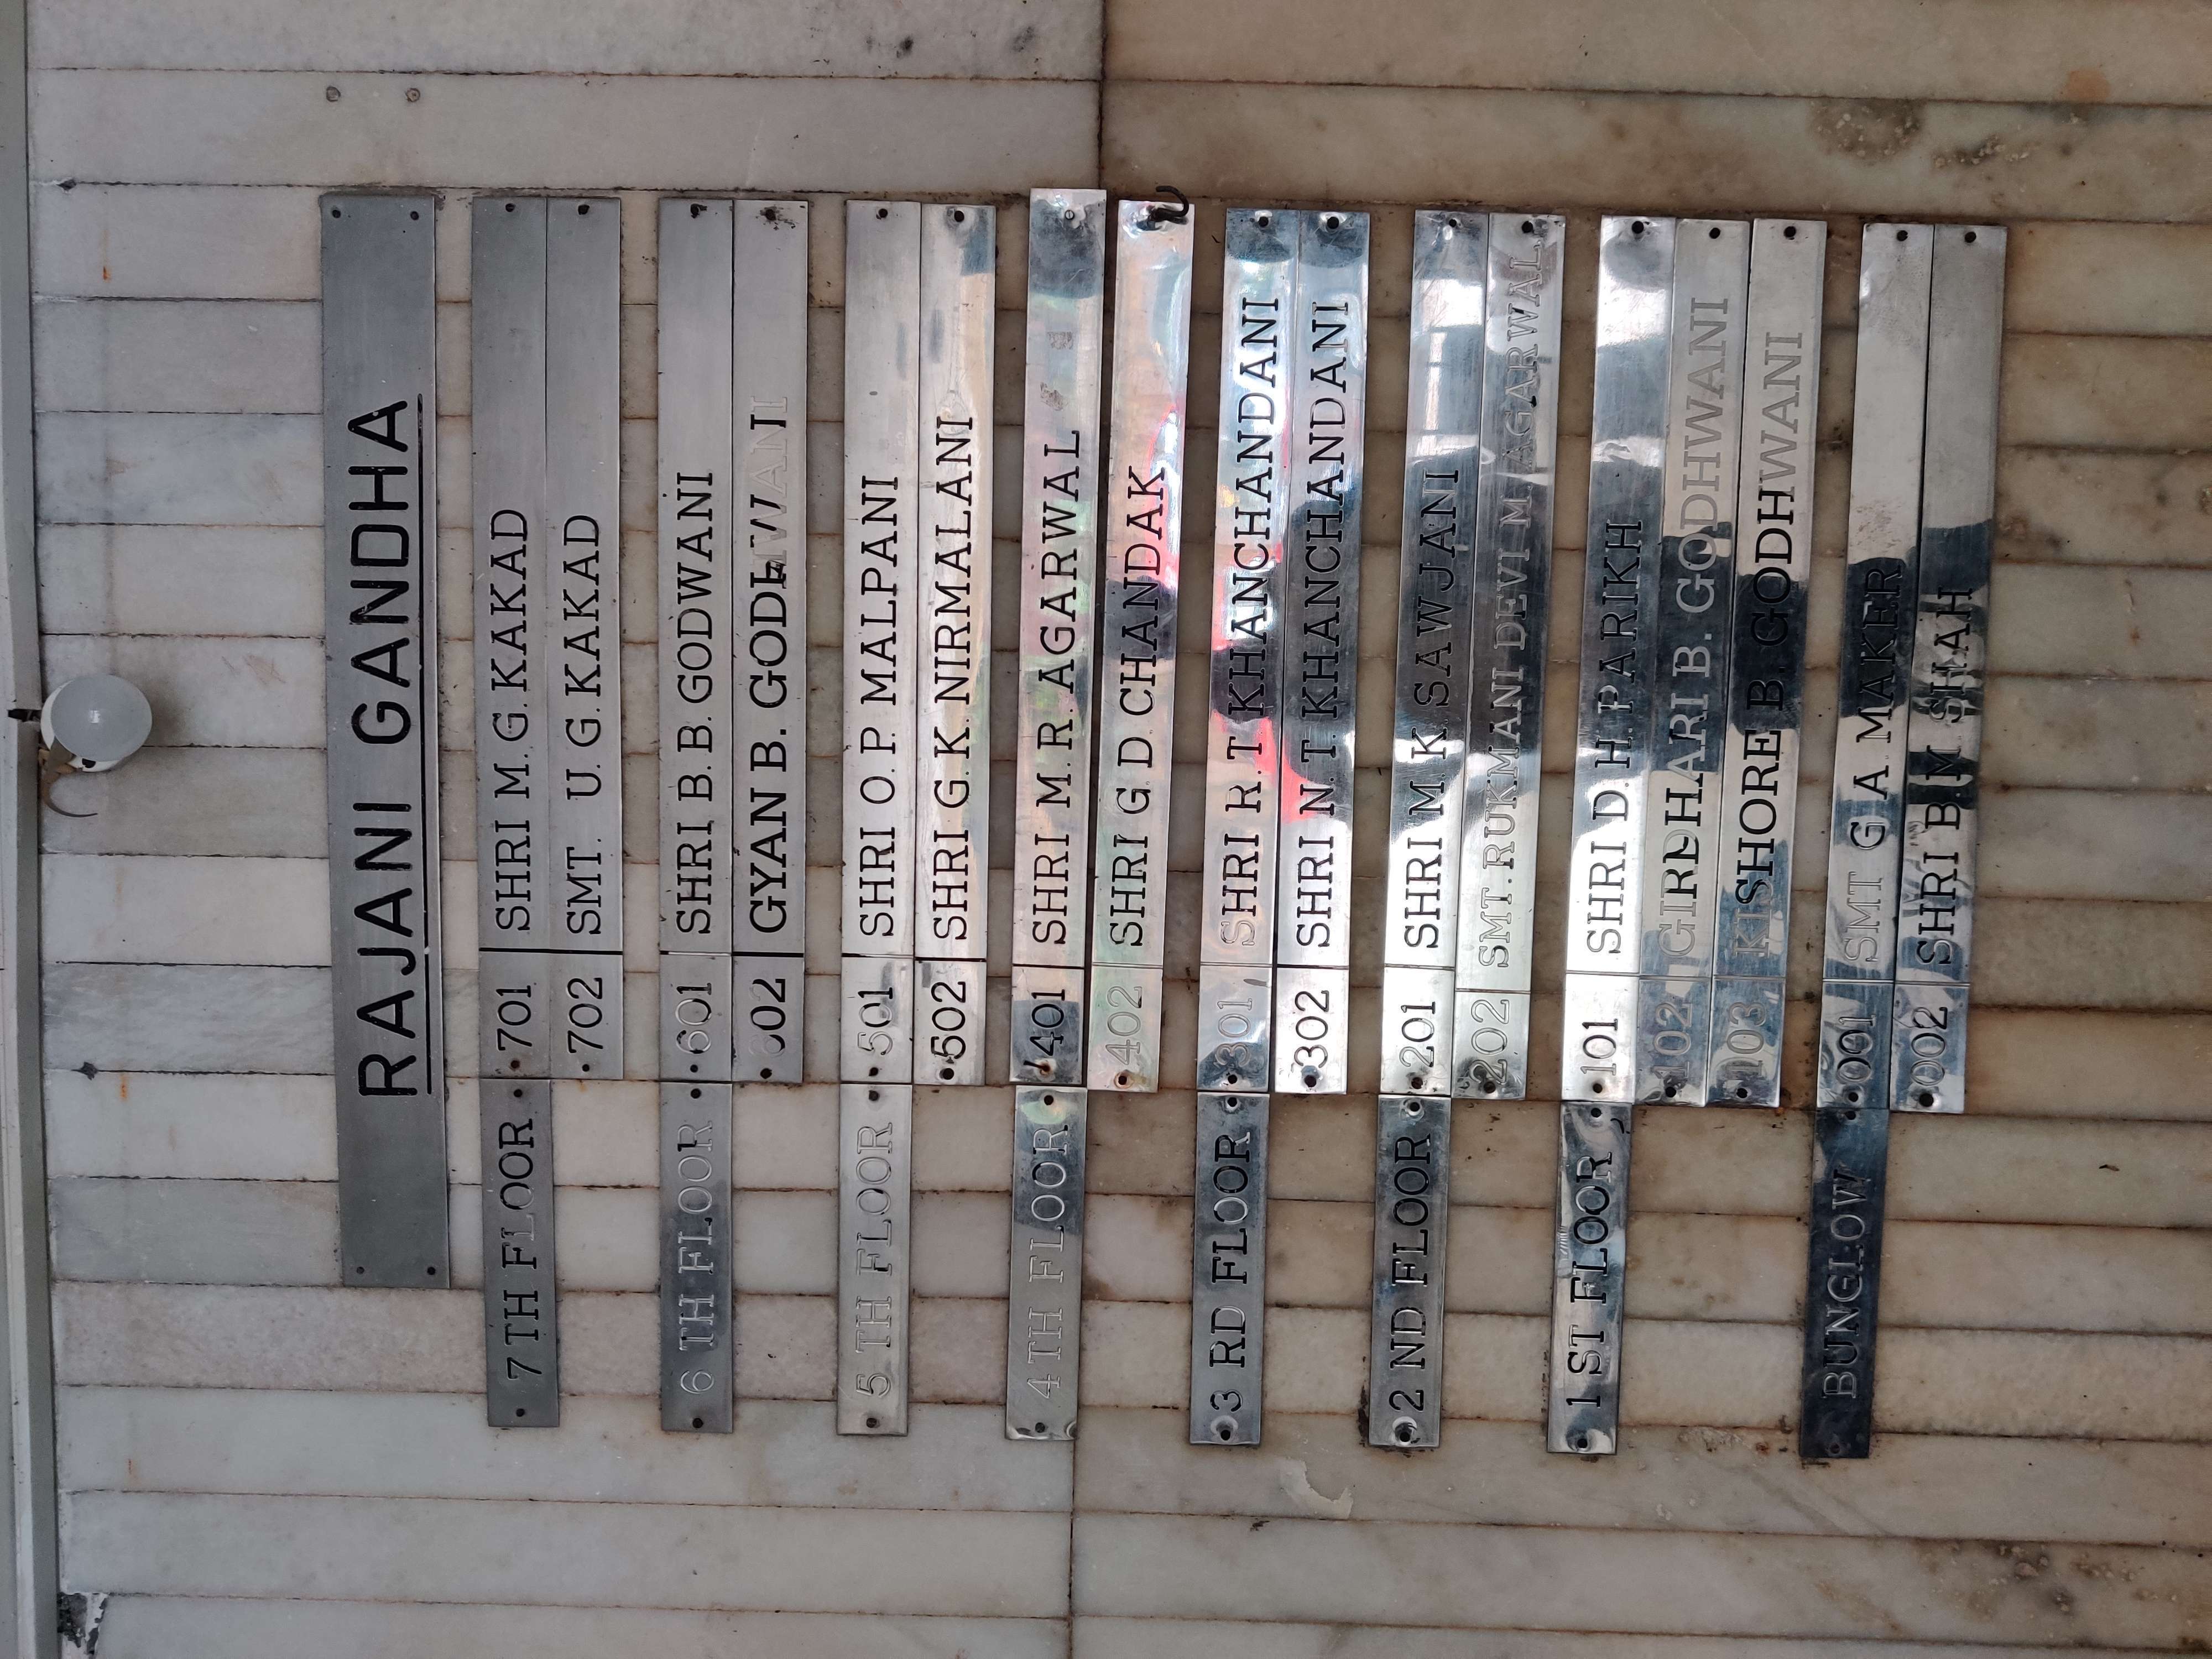 RAJANI GANDHA
7 TH FLOOR 701 SHRI M.G.KAKAD
702 SMT. U.G.KAKAD
6 TH FLOOR 601 SHRI B.B.GODWANI
602 GYAN B. GODHWANI
5 TH FLOOR 501 SHRI O.P. MALPANI
502 SHRI G.K.NIRMALANI
4 TH FLOOR 401 SHRI M.R. AGARWAL
402 SHRI G.D.CHANDAK
3 RD FLOOR 301 SHRI R.T. KHANCHANDANI
302 SHRI N.T. KHANCHANDANI
2 ND FLOOR 201 SHRI M.K. SAWJANI
202 SMT.RUKMANI DEVI M. AGARWAL
1 ST FLOOR 101 SHRI D.H.PARIKH
102 GIRDHARI B. GODHWANI
103 KISHORE B. GODHWANI
BUNGLOW 001 SMT G A MAKER
002 SHRI B.M SHAH